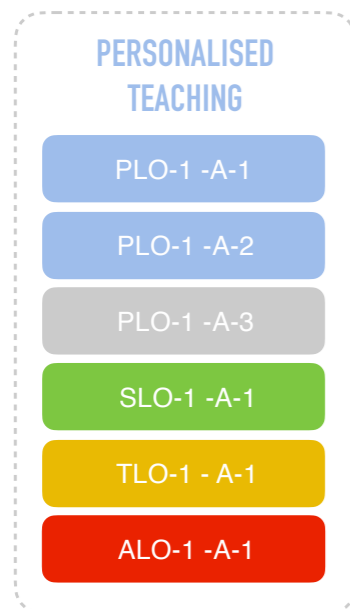 PERSONALISED
TEACHING
PLO-1 -A-1
PLO-1 -A-2
PLO-1 -A-3
SLO-1 -A-1
TLO-1 - A-1
ALO-1 -A-1